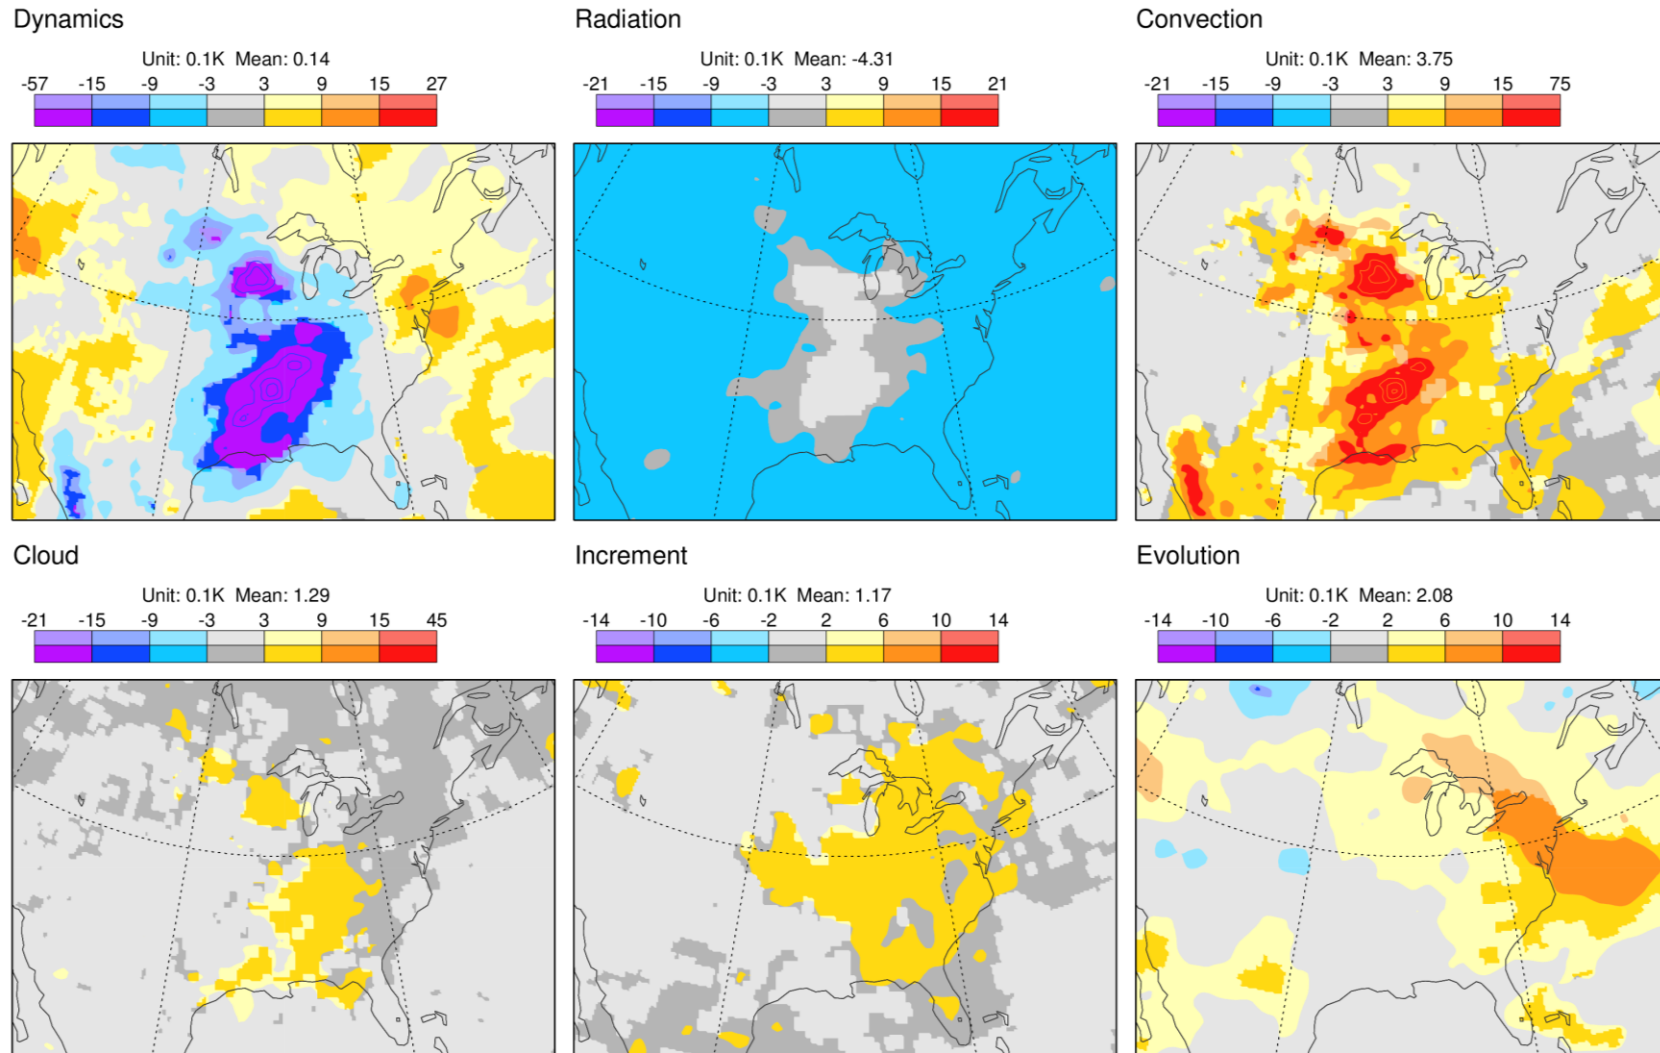 Dynamics
Unit: 0.1K Mean: 0.14
-57 -15 -9 -3 3 9 15 27
Radiation
Unit: 0.1K Mean: -4.31
-21 -15 -9 -3 3 9 15 21
Convection
Unit: 0.1K Mean: 3.75
-21 -15 -9 -3 3 9 15 75
Cloud
Unit: 0.1K Mean: 1.29
-21 -15 -9 -3 3 9 15 45
Increment
Unit: 0.1K Mean: 1.17
-14 -10 -6 -2 2 6 10 14
Evolution
Unit: 0.1K Mean: 2.08
-14 -10 -6 -2 2 6 10 14